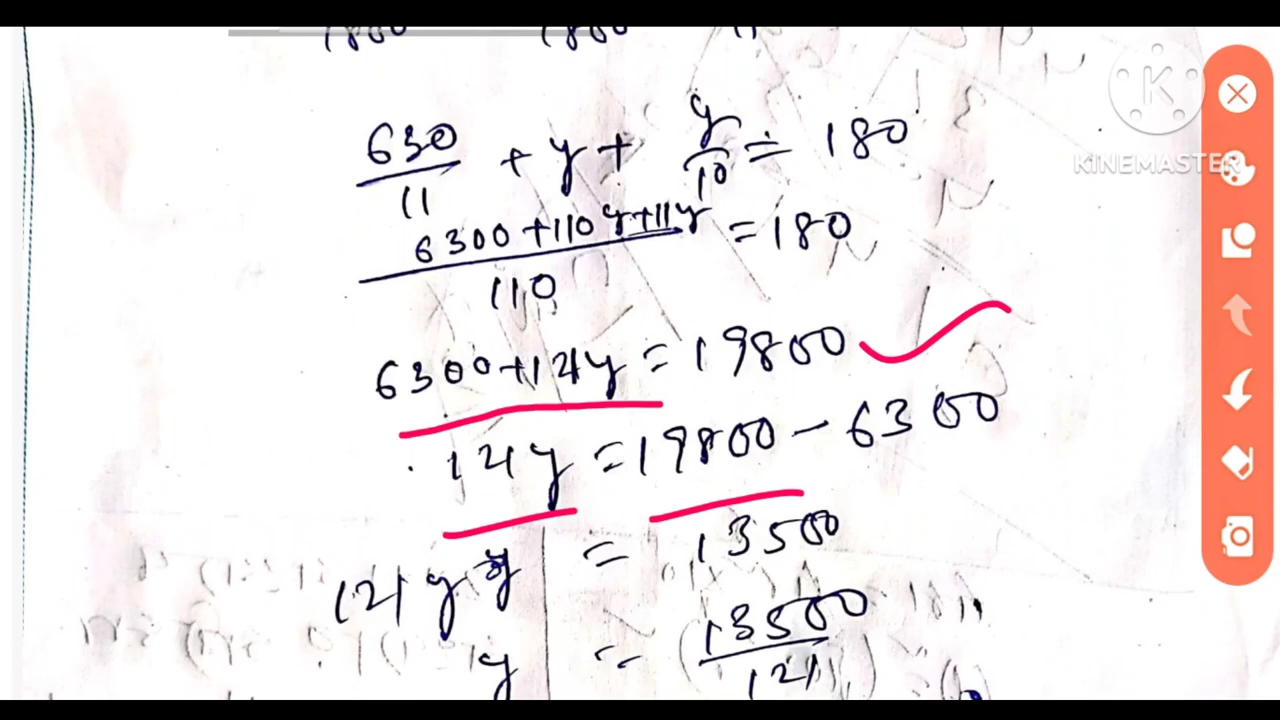 630/11 + y + y/10 = 180
6300+110y+11y/110 = 180
6300+121y = 19800
121y = 19800 - 6300
121y = 13500
y = 13500/121
KINEMASTER